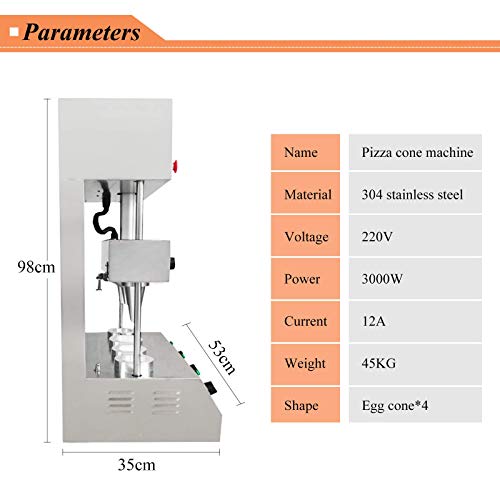 Parameters
98cm
53cm
35cm
Name Pizza cone machine
Material 304 stainless steel
Voltage 220V
Power 3000W
Current 12A
Weight 45KG
Shape Egg cone*4